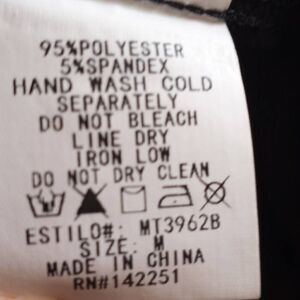 95%POLYESTER
5%SPANDEX
HAND WASH COLD
SEPARATELY
DO NOT BLEACH
LINE DRY
IRON LOW
DO NOT DRY CLEAN
ESTILO#: MT3962B
SIZE: M
MADE IN CHINA
RN#142251